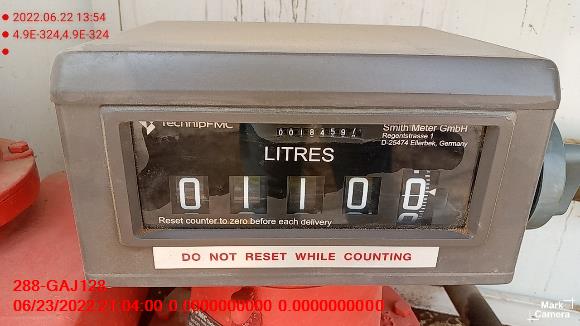 2022.06.22 13:54
4.9E-324,4.9E-324
TechnipFMC
Smith Meter GmbH
Regentstrasse 1
D-25474 Ellerbek, Germany
LITRES
0 1 1 0 0
Reset counter to zero before each delivery
DO NOT RESET WHILE COUNTING
288-GAJ128-
06/23/2022 21:04:00 0.0000000000 0.0000000000
Mark
Camera